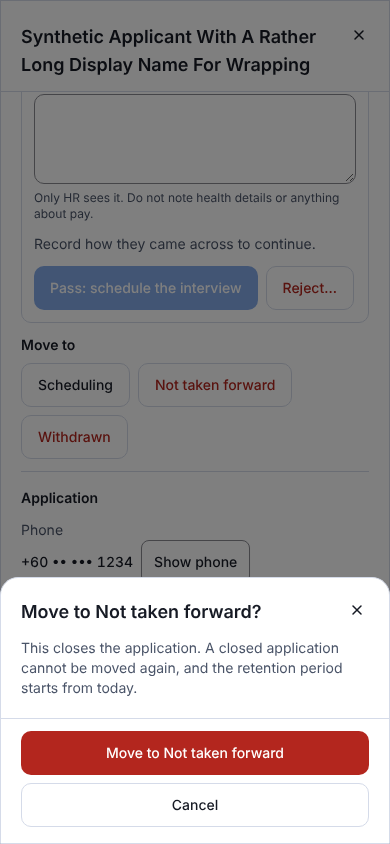 Synthetic Applicant With A Rather
Long Display Name For Wrapping
Only HR sees it. Do not note health details or anything
about pay.
Record how they came across to continue.
Pass: schedule the interview
Reject...
Move to
Scheduling
Not taken forward
Withdrawn
Application
Phone
+60 •• ••• 1234
Show phone
Move to Not taken forward?
This closes the application. A closed application
cannot be moved again, and the retention period
starts from today.
Move to Not taken forward
Cancel